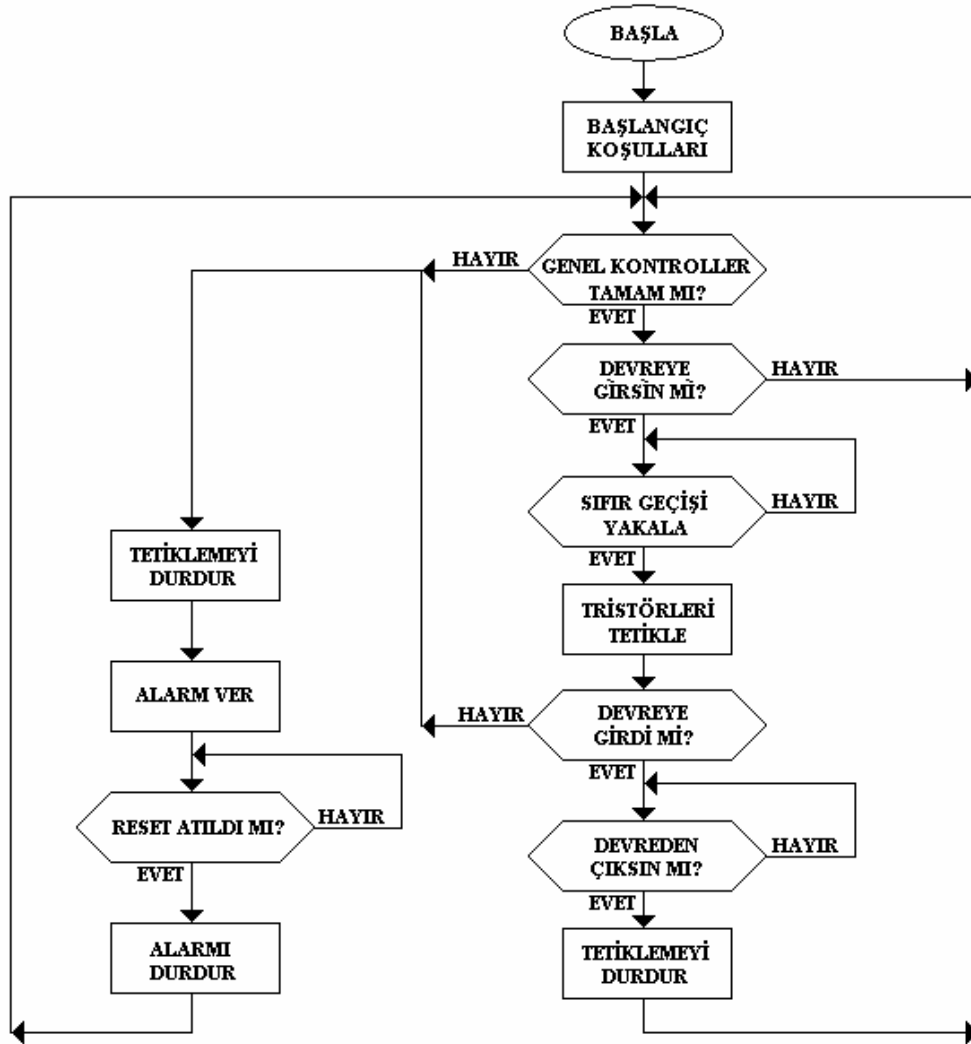 BAŞLA
BAŞLANGIÇ
KOŞULLARI
GENEL KONTROLLER
TAMAM MI?
HAYIR
EVET
DEVREYE
GİRSİN Mİ?
HAYIR
EVET
SIFIR GEÇİŞİ
YAKALA
HAYIR
EVET
TRİSTÖRLERİ
TETİKLE
DEVREYE
GİRDİ Mİ?
HAYIR
EVET
DEVREDEN
ÇIKSIN MI?
HAYIR
EVET
TETİKLEMEYİ
DURDUR
TETİKLEMEYİ
DURDUR
ALARM VER
RESET ATILDI MI?
HAYIR
EVET
ALARMI
DURDUR